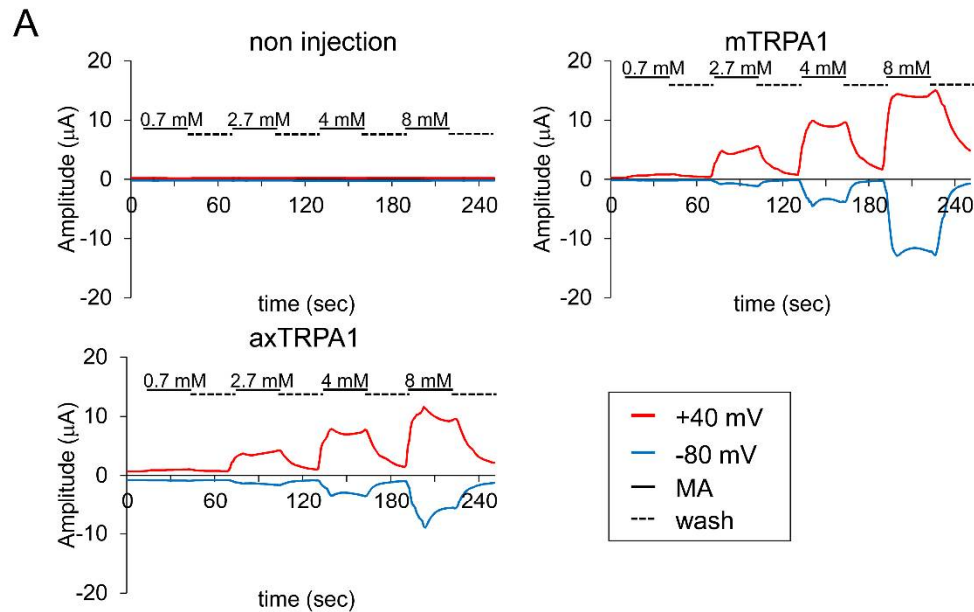 A
non injection
20
10
0
-10
-20
Amplitude (μA)
0.7 mM 2.7 mM 4 mM 8 mM
0 60 120 180 240
time (sec)
mTRPA1
20
10
0
-10
-20
Amplitude (μA)
0.7 mM 2.7 mM 4 mM 8 mM
0 60 120 180 240
time (sec)
axTRPA1
20
10
0
-10
-20
Amplitude (μA)
0.7 mM 2.7 mM 4 mM 8 mM
0 60 120 180 240
time (sec)
+40 mV
-80 mV
MA
wash